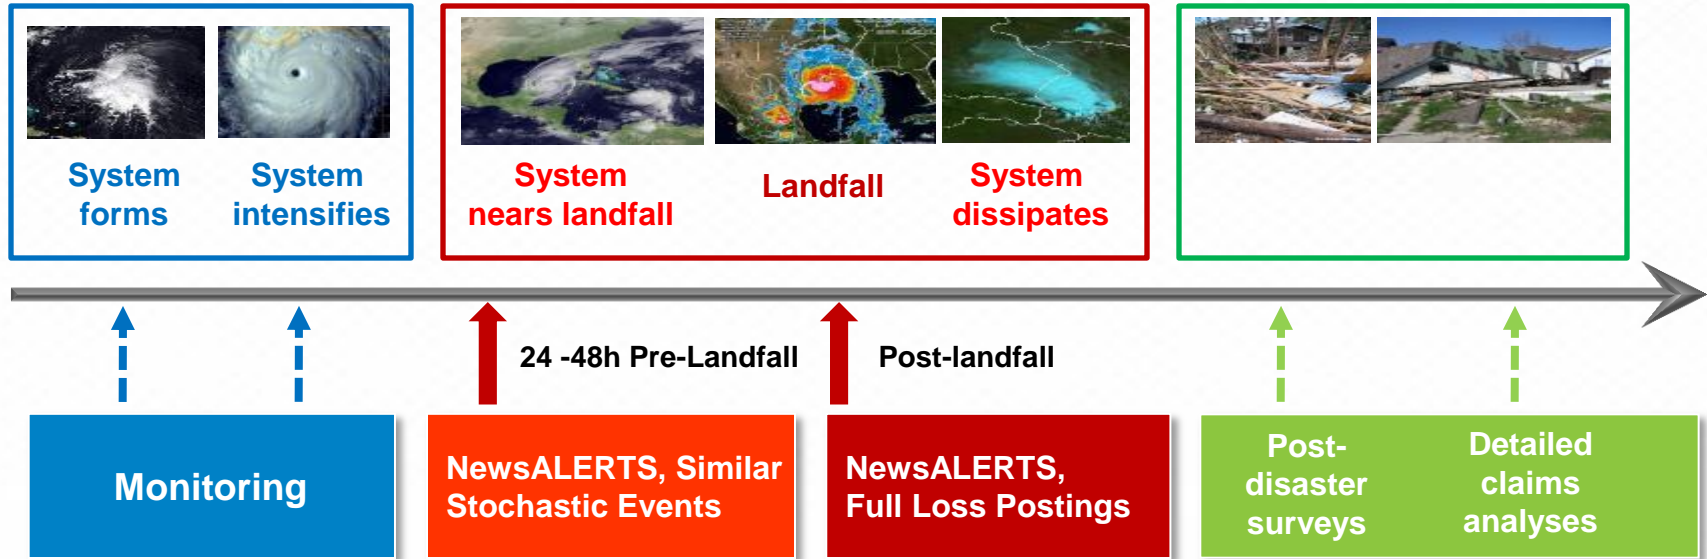 System
forms
System
intensifies
System
nears landfall
Landfall
System
dissipates
24 -48h Pre-Landfall
Post-landfall
Monitoring
NewsALERTS, Similar
Stochastic Events
NewsALERTS,
Full Loss Postings
Post-
disaster
surveys
Detailed
claims
analyses